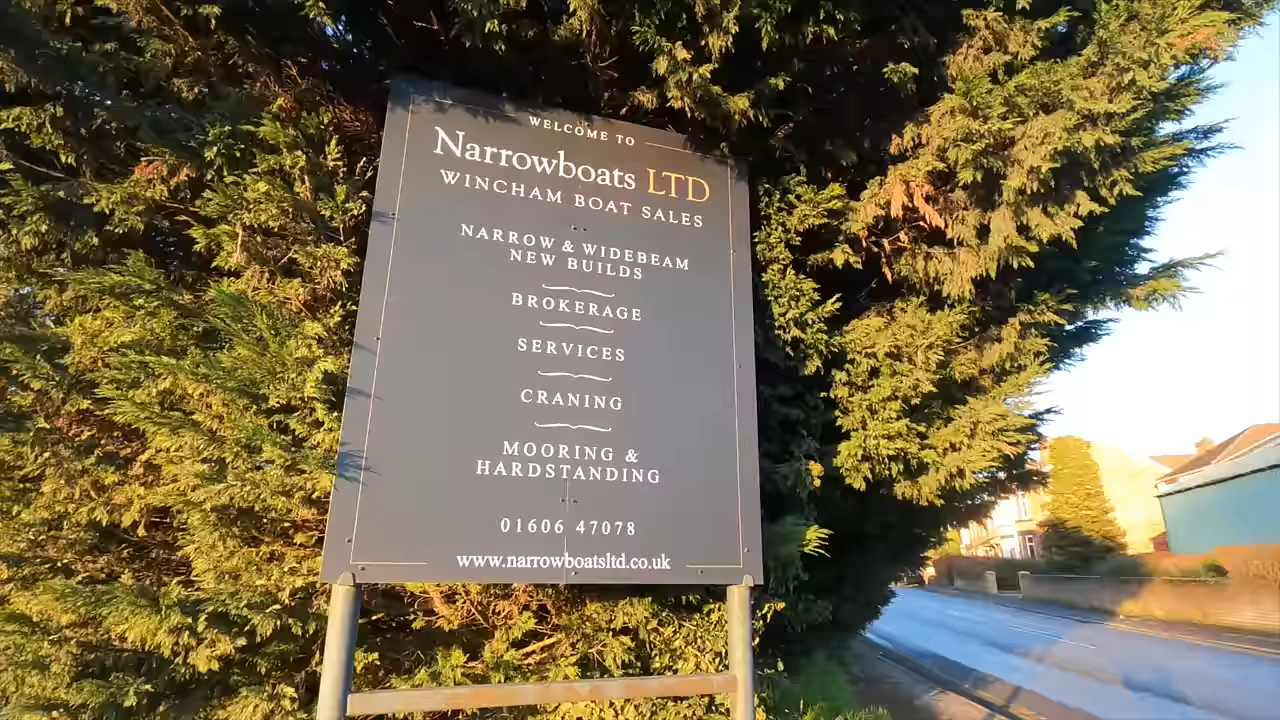 WELCOME TO
Narrowboats LTD
WINCHAM BOAT SALES
NARROW & WIDEBEAM
NEW BUILDS
BROKERAGE
SERVICES
CRANING
MOORING &
HARDSTANDING
01606 47078
www.narrowboatsltd.co.uk